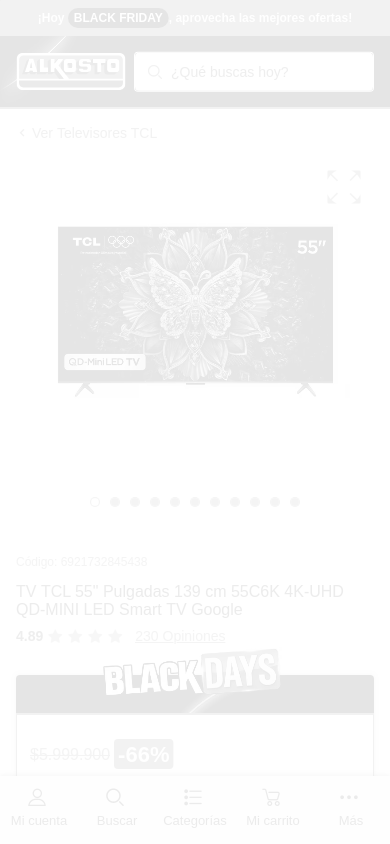 ¡Hoy BLACK FRIDAY, aprovecha las mejores ofertas!
ALKOSTO
¿Qué buscas hoy?
Ver Televisores TCL
TCL
55"
QD-Mini LED TV
Código: 6921732845439
TV TCL 55" Pulgadas 139 cm 55C6K 4K-UHD
QD-MINI LED Smart TV Google
4.89 230 Opiniones
BLACK DAYS
$5.999.000 -66%
Mi cuenta
Buscar
Categorías
Mi carrito
Más